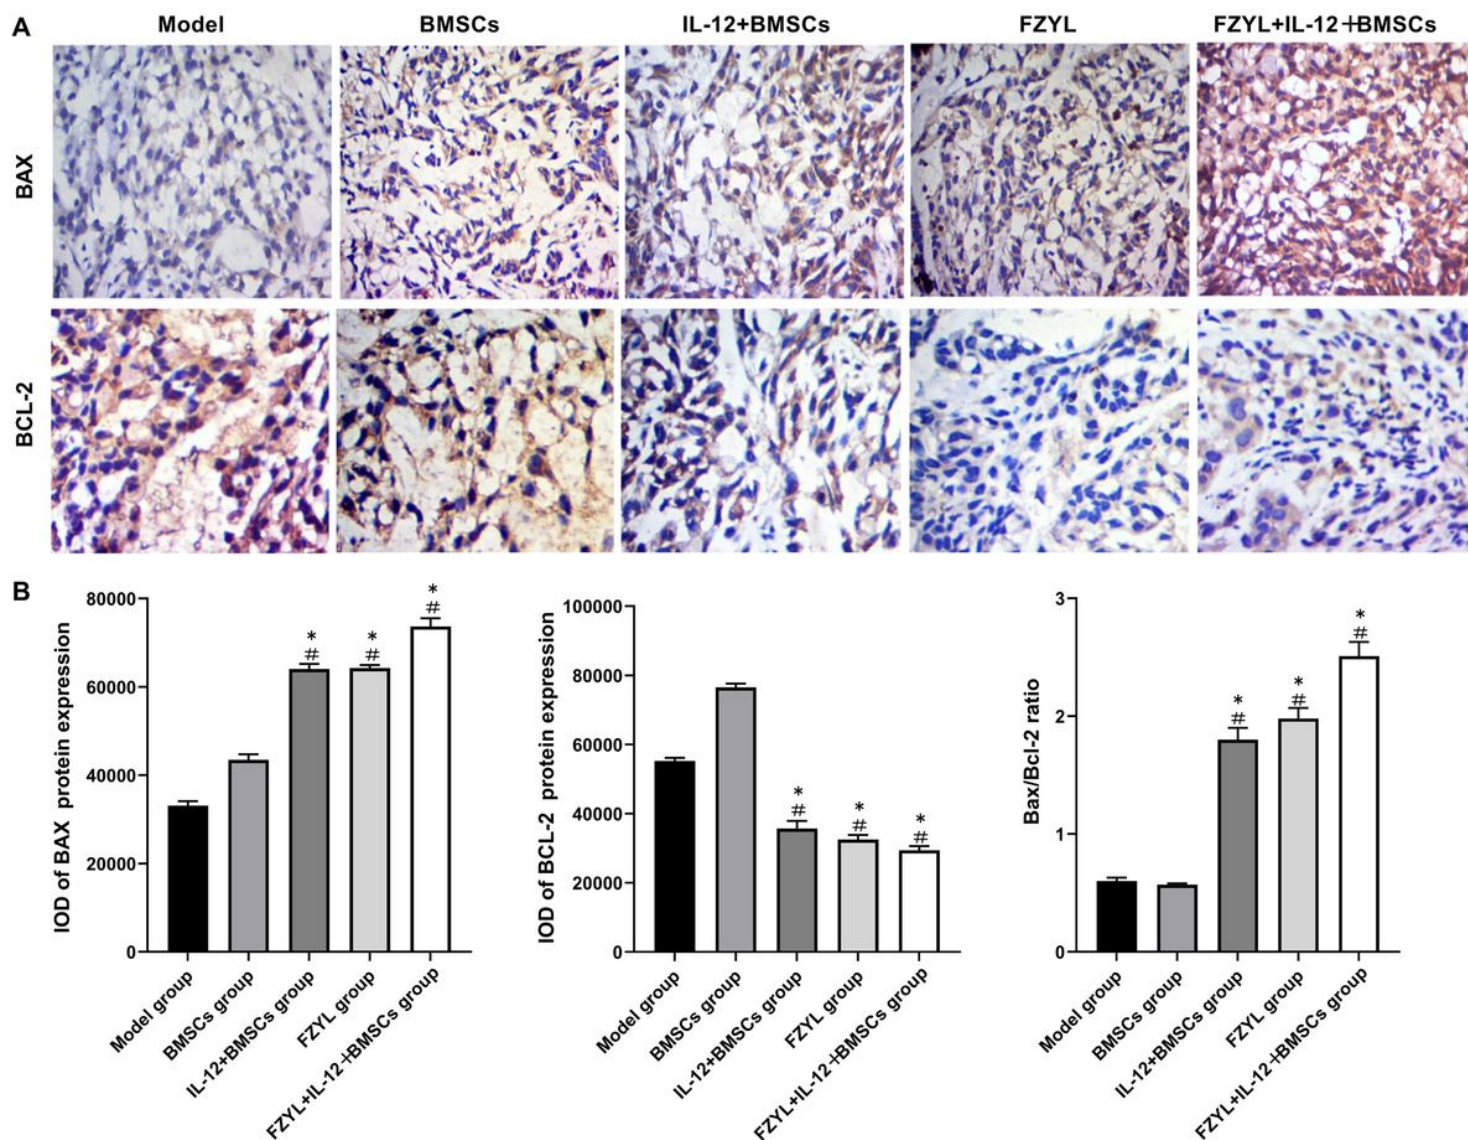 A
Model
BMSCs
IL-12+BMSCs
FZYL
FZYL+IL-12+BMSCs
BAX
BCL-2
B
IOD of BAX protein expression
80000
60000
40000
20000
0
*
#
*
#
*
#
Model group
BMSCs group
IL-12+BMSCs group
FZYL group
FZYL+IL-12+BMSCs group
IOD of BCL-2 protein expression
100000
80000
60000
40000
20000
0
*
#
*
#
*
#
Model group
BMSCs group
IL-12+BMSCs group
FZYL group
FZYL+IL-12+BMSCs group
Bax/Bcl-2 ratio
3
2
1
0
*
#
*
#
*
#
Model group
BMSCs group
IL-12+BMSCs group
FZYL group
FZYL+IL-12+BMSCs group